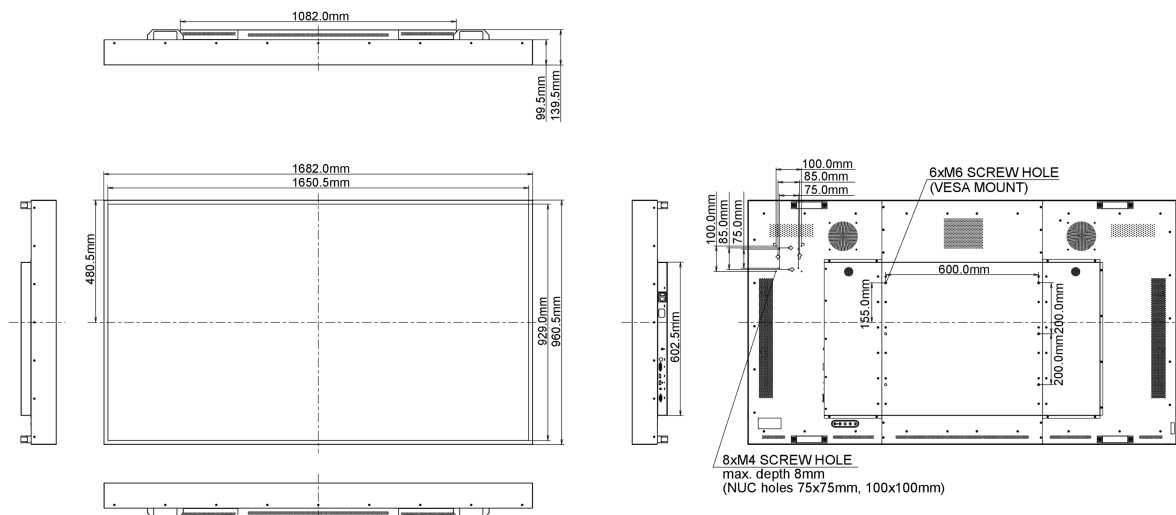 1082.0mm
99.5mm
139.5mm
1682.0mm
1650.5mm
480.5mm
929.0mm
960.5mm
602.5mm
100.0mm
85.0mm
75.0mm
100.0mm
85.0mm
75.0mm
6xM6 SCREW HOLE
(VESA MOUNT)
600.0mm
155.0mm
200.0mm
200.0mm
8xM4 SCREW HOLE
max. depth 8mm
(NUC holes 75x75mm, 100x100mm)